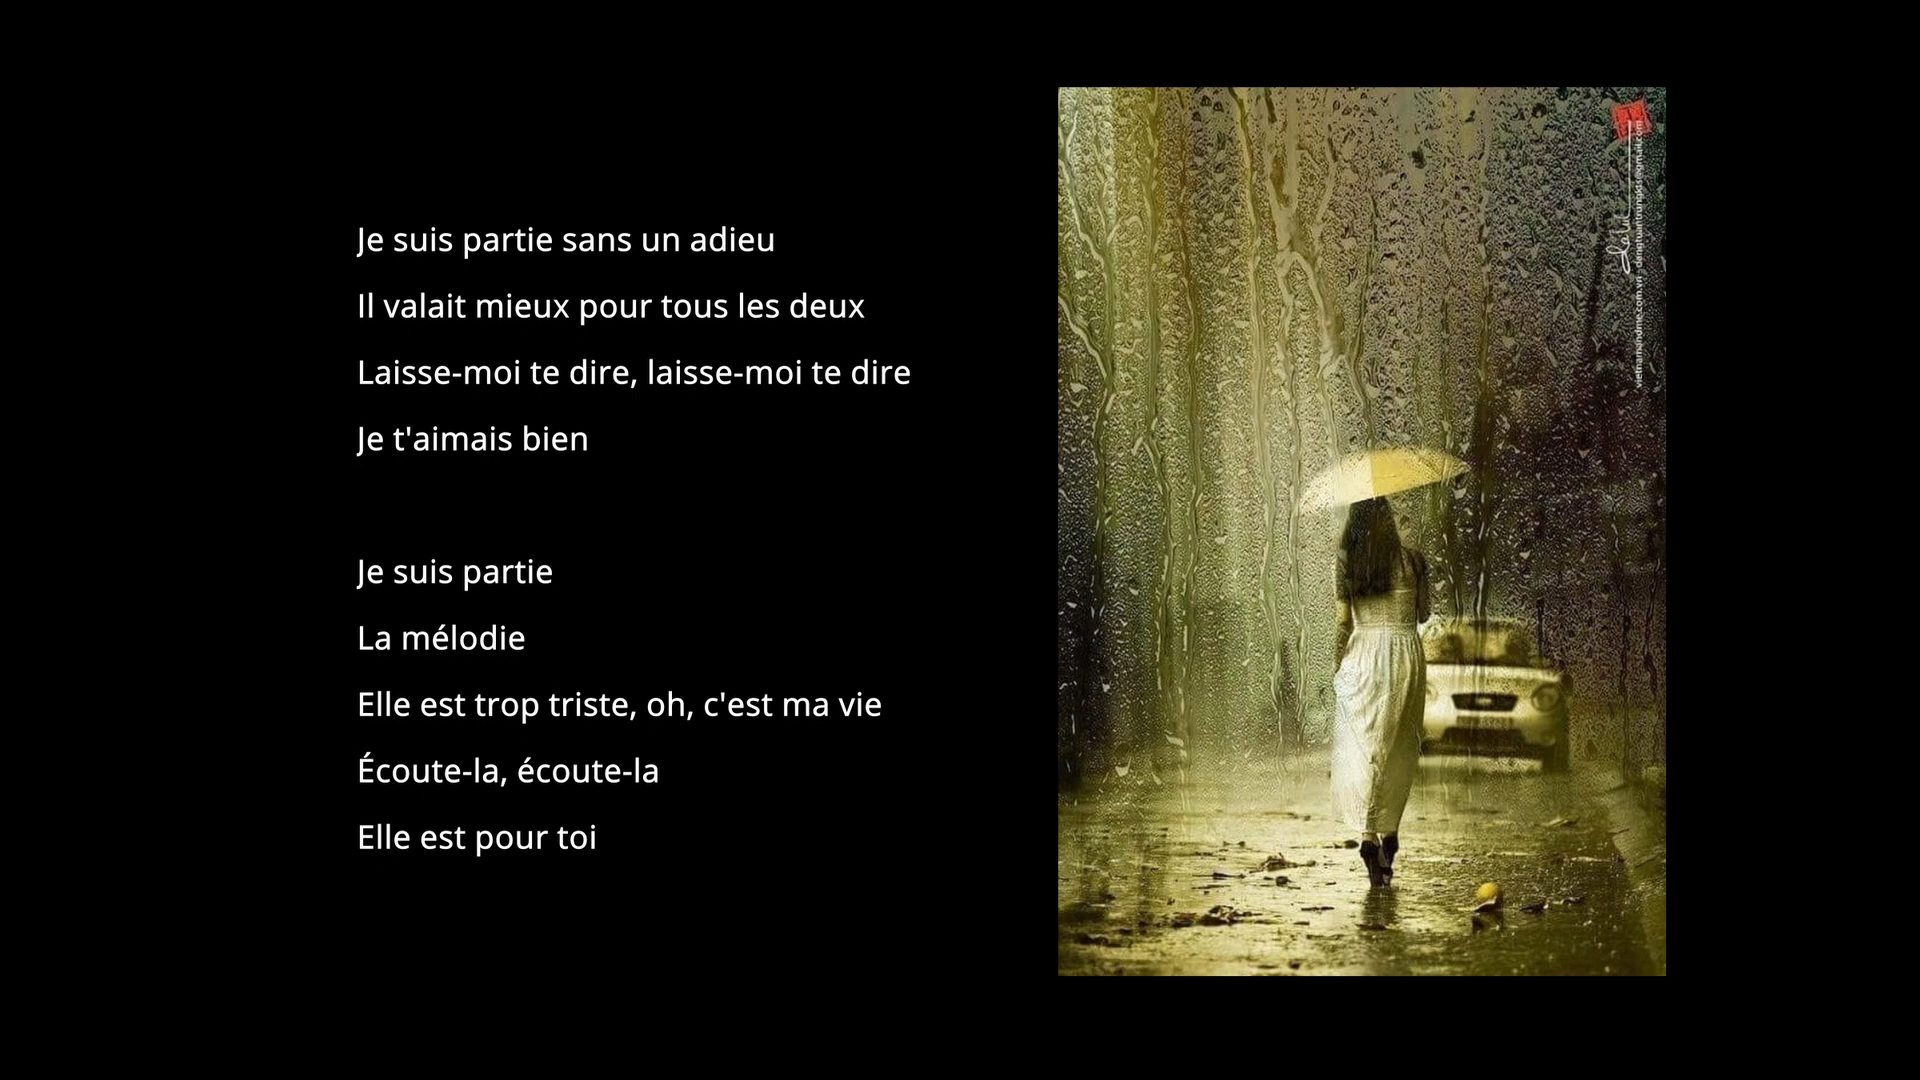 Je suis partie sans un adieu
Il valait mieux pour tous les deux
Laisse-moi te dire, laisse-moi te dire
Je t'aimais bien
Je suis partie
La mélodie
Elle est trop triste, oh, c'est ma vie
Écoute-la, écoute-la
Elle est pour toi